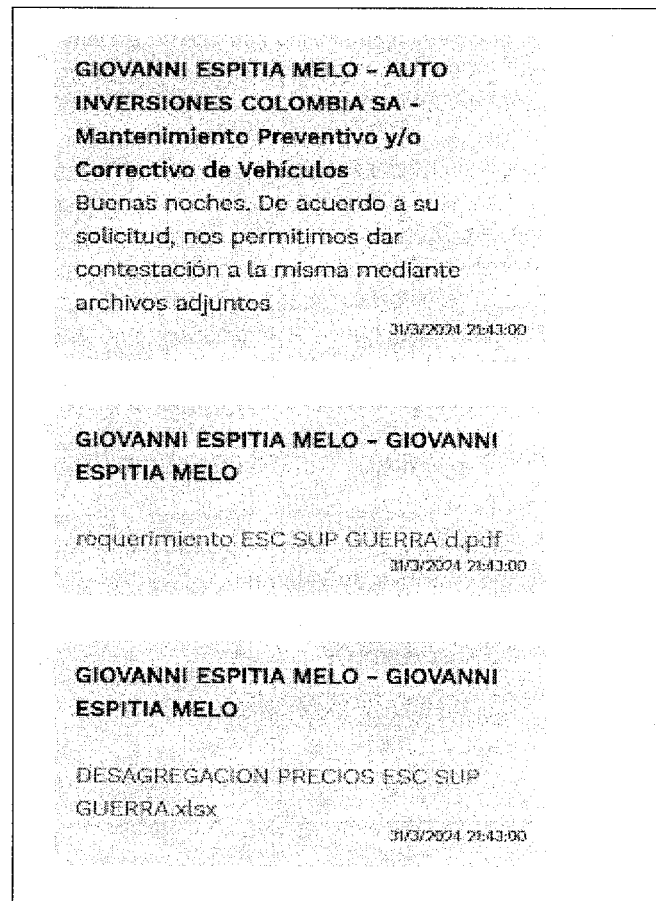 GIOVANNI ESPITIA MELO - AUTO
INVERSIONES COLOMBIA SA -
Mantenimiento Preventivo y/o
Correctivo de Vehículos
Buenas noches. De acuerdo a su
solicitud, nos permitimos dar
contestación a la misma mediante
archivos adjuntos
31/3/2024 21:43:00
GIOVANNI ESPITIA MELO - GIOVANNI
ESPITIA MELO
requerimiento ESC SUP GUERRA d.pdf
31/3/2024 21:43:00
GIOVANNI ESPITIA MELO - GIOVANNI
ESPITIA MELO
DESAGREGACION PRECIOS ESC SUP
GUERRA.xlsx
31/3/2024 21:43:00